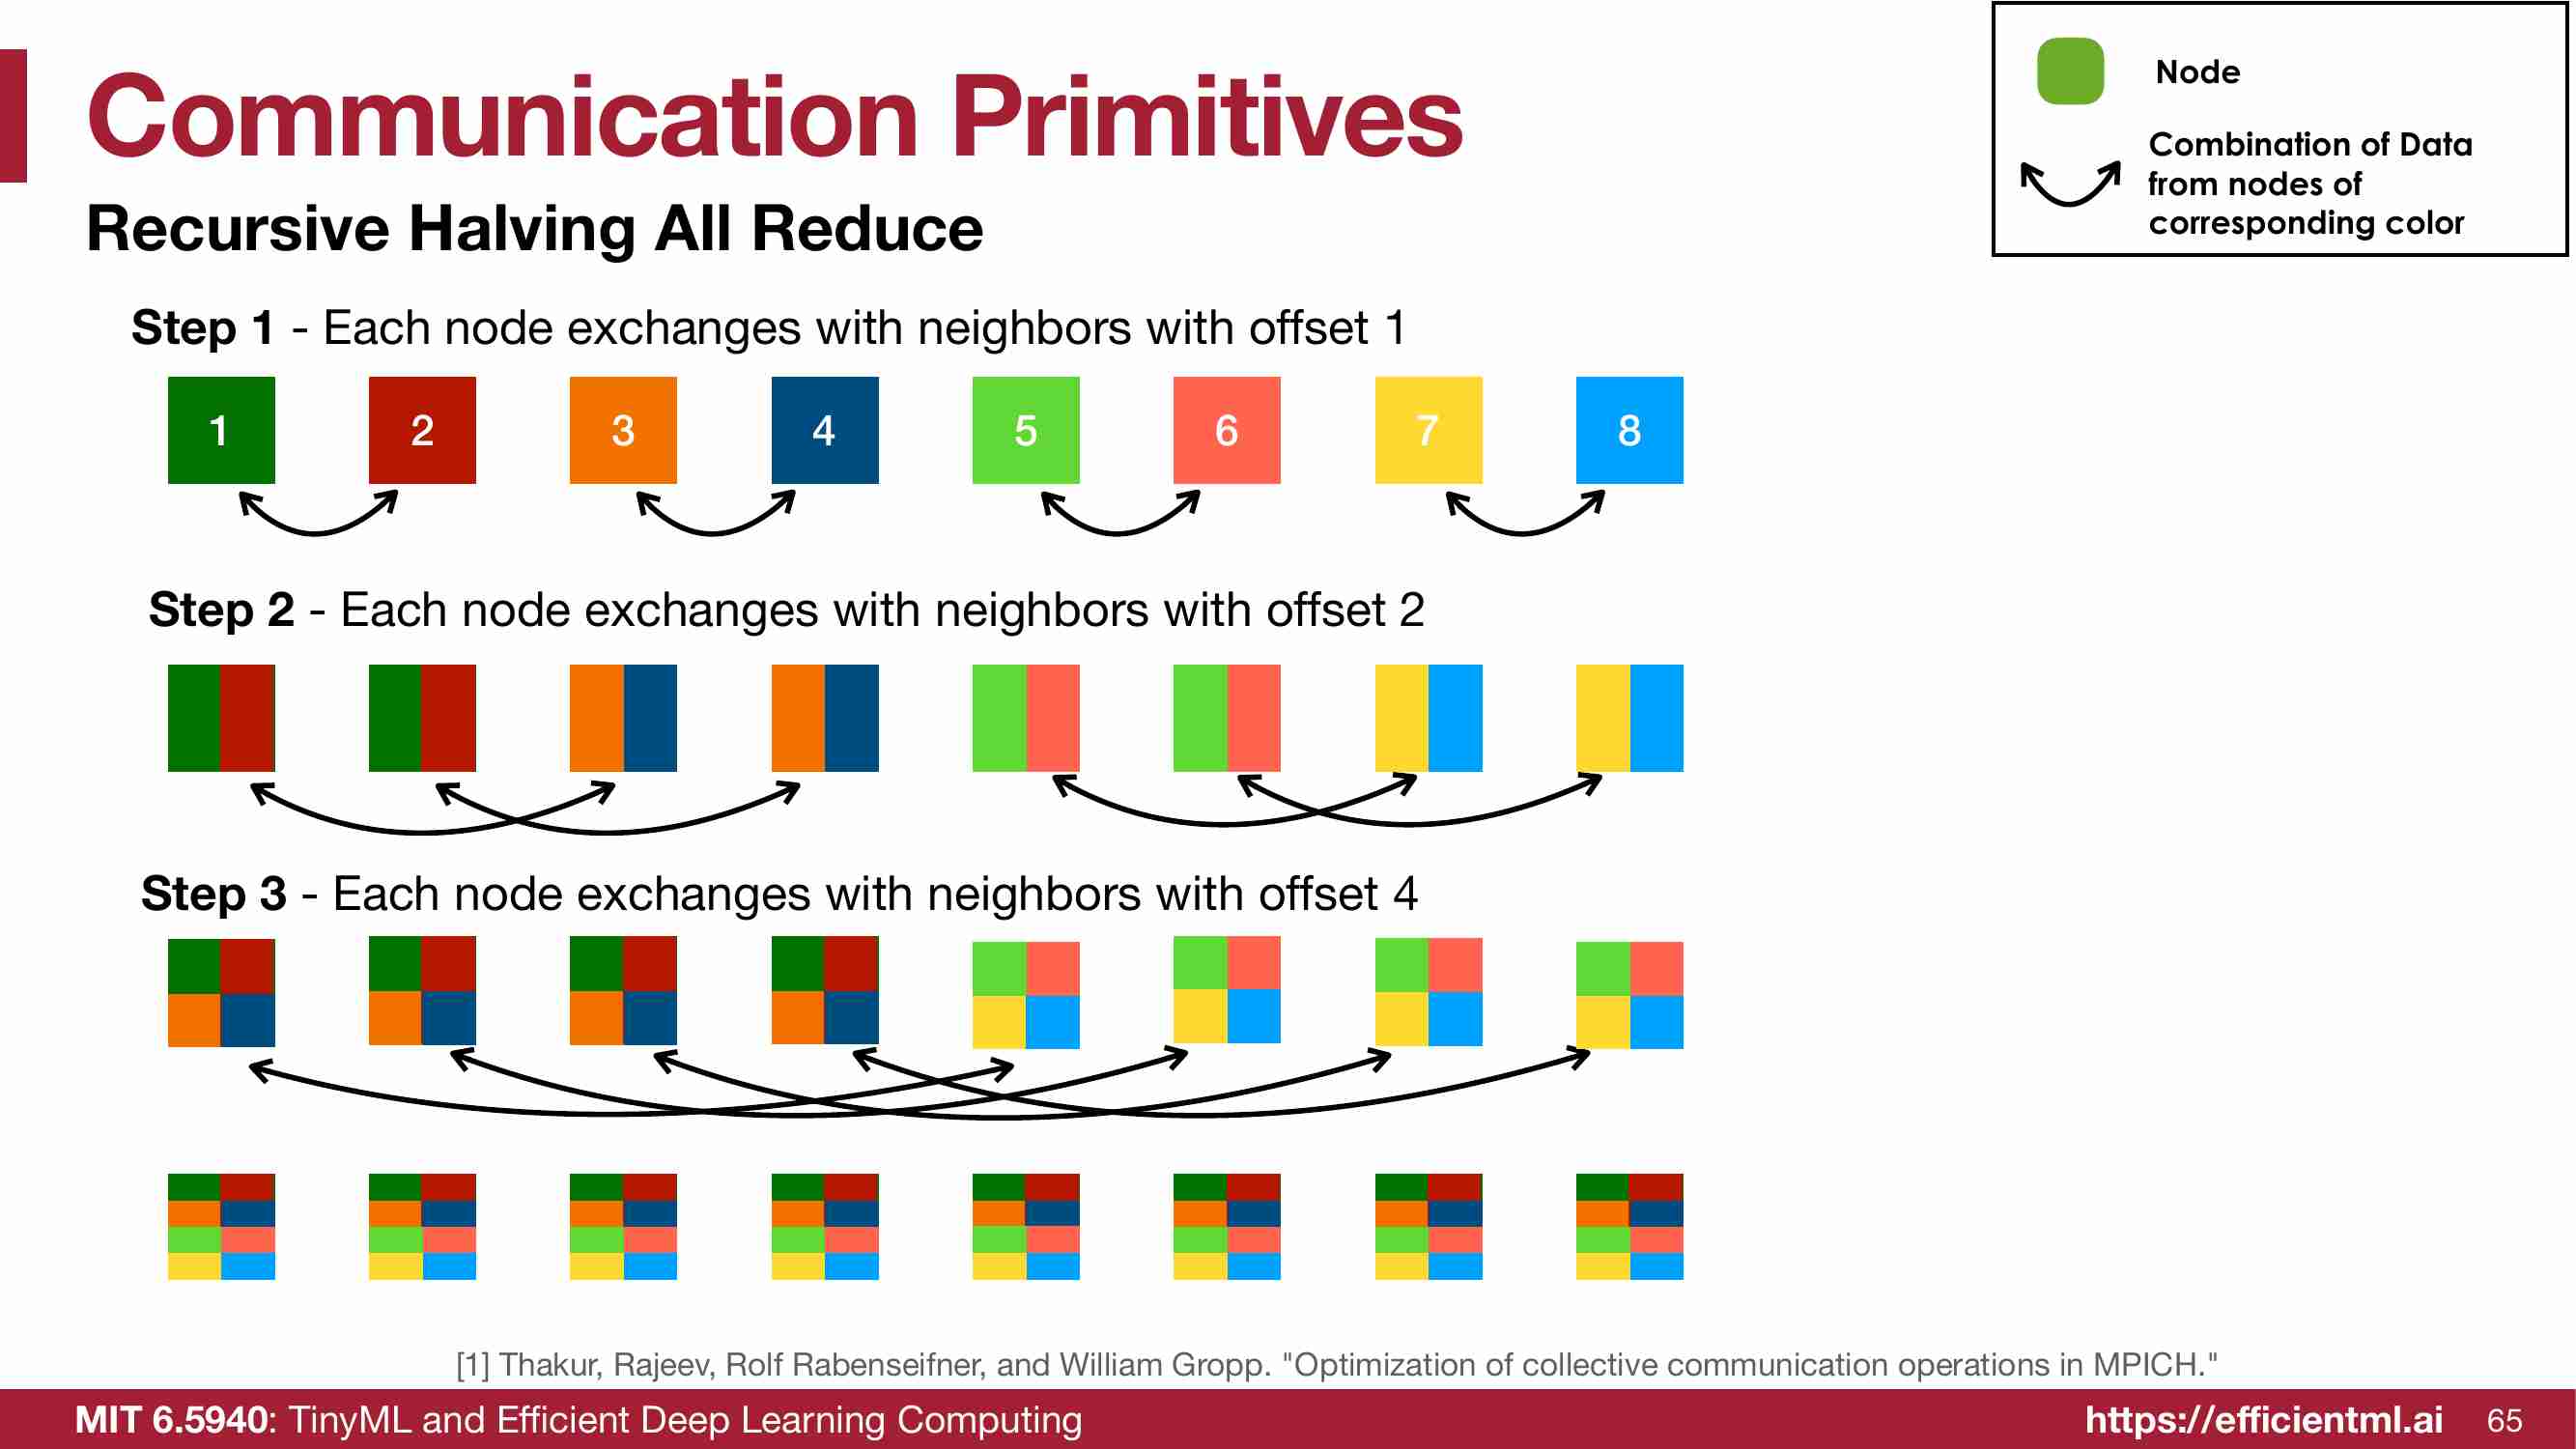 Communication Primitives
Recursive Halving All Reduce
Node
Combination of Data
from nodes of
corresponding color
Step 1 - Each node exchanges with neighbors with offset 1
1 2 3 4 5 6 7 8
Step 2 - Each node exchanges with neighbors with offset 2
Step 3 - Each node exchanges with neighbors with offset 4
[1] Thakur, Rajeev, Rolf Rabenseifner, and William Gropp. "Optimization of collective communication operations in MPICH."
MIT 6.5940: TinyML and Efficient Deep Learning Computing
https://efficientml.ai 65